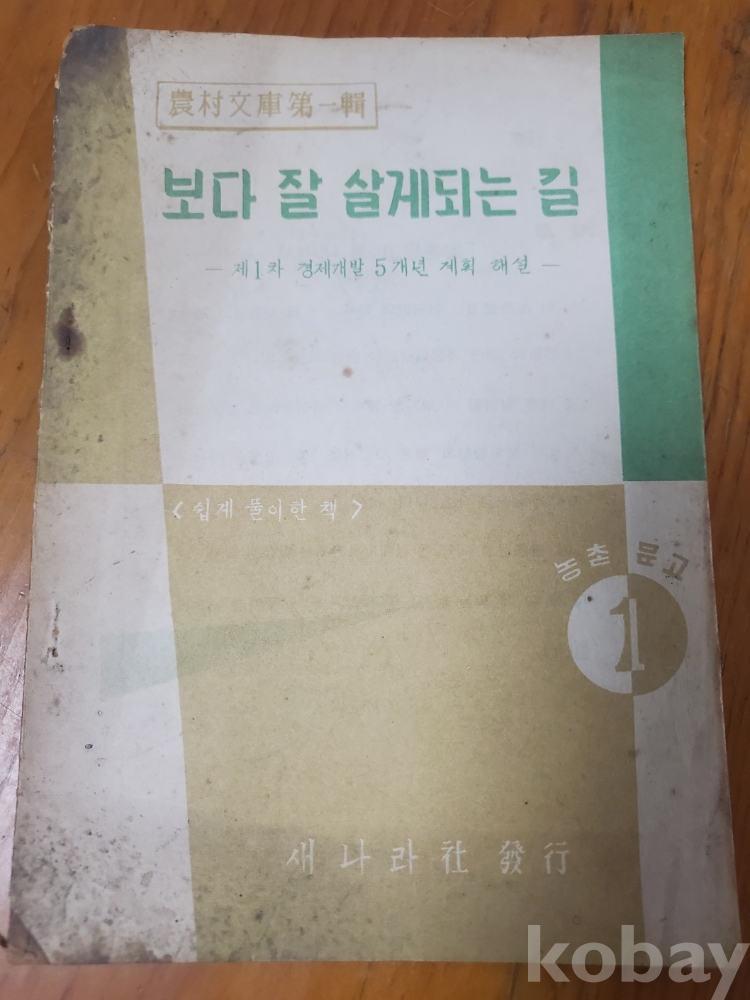 農村文庫第一輯
보다 잘 살게되는 길
— 제1차 경제개발 5개년 계획 해설 —
< 쉽게 풀이한 책 >
농촌 문고
1
새나라社 發行
kobay